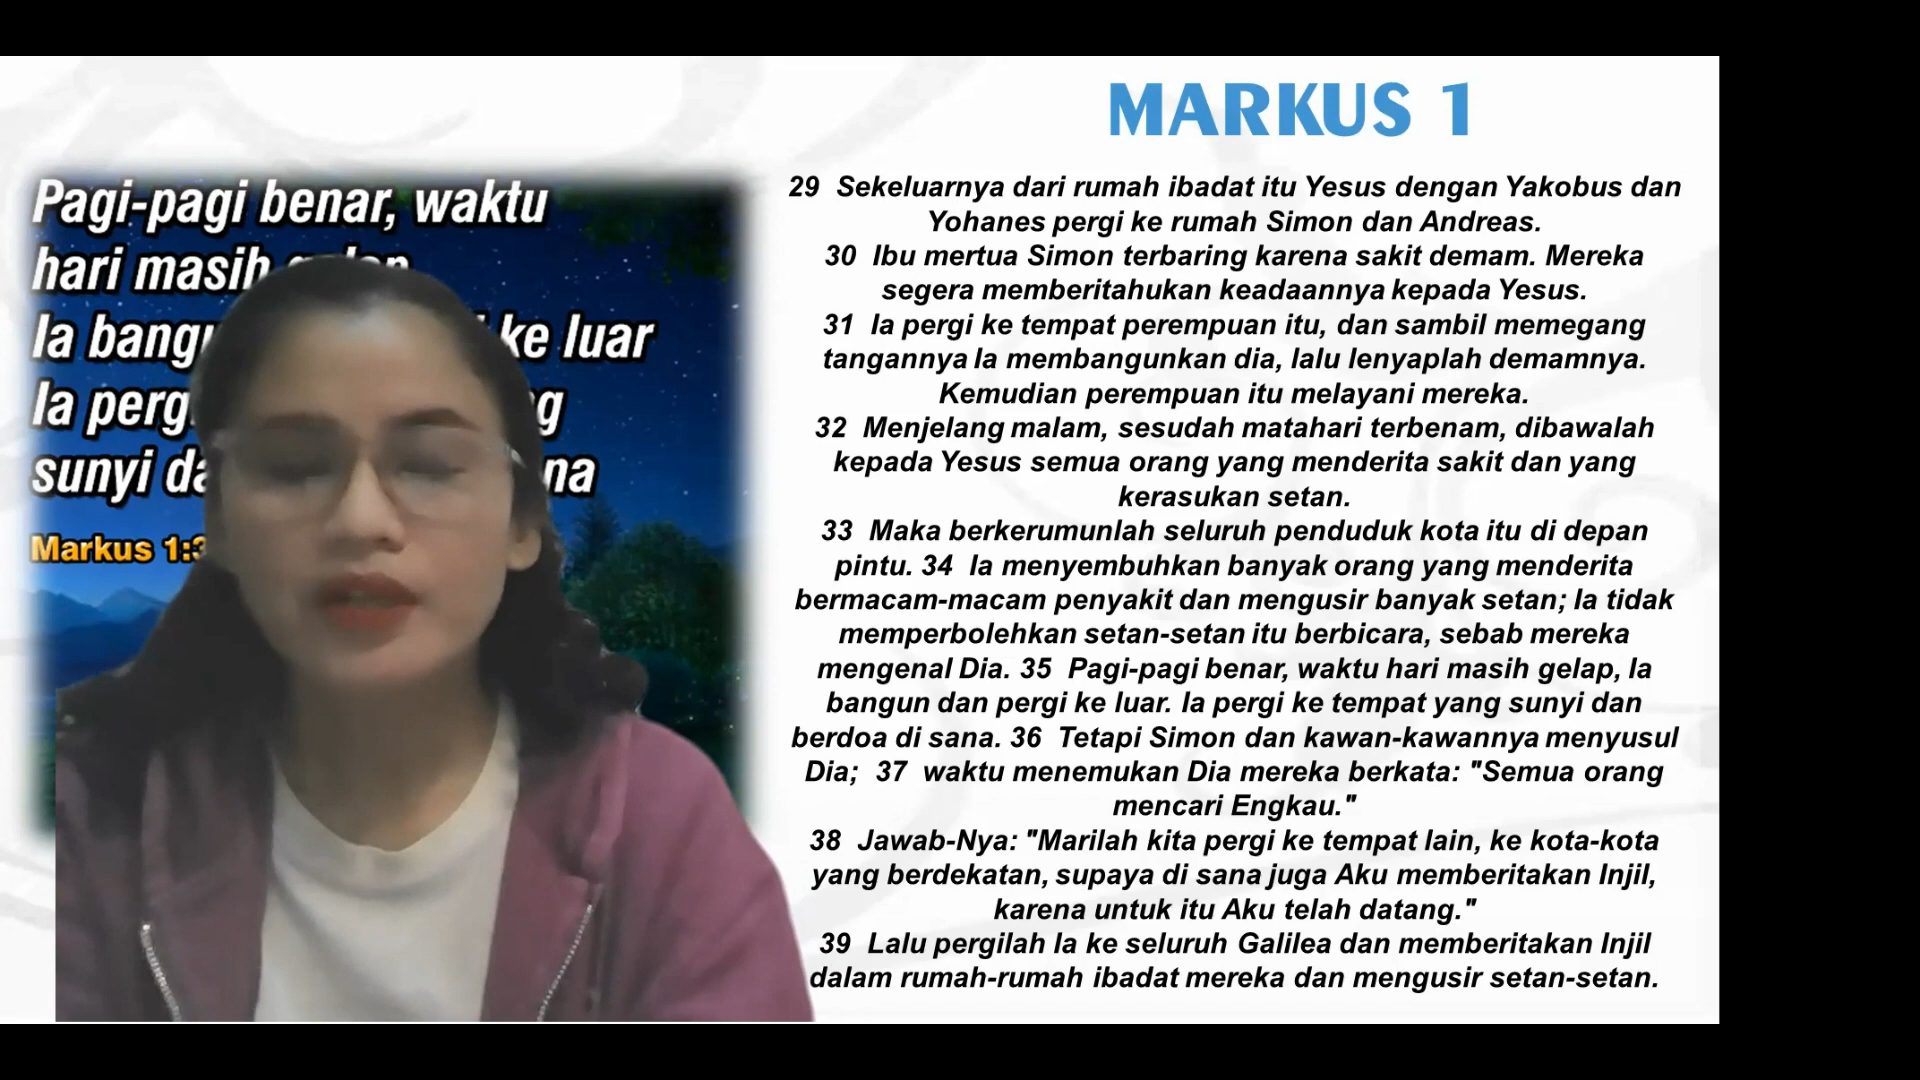 MARKUS 1
Pagi-pagi benar, waktu
hari masih
Ia ke luar
Ia
sunyi
Markus
29 Sekeluarnya dari rumah ibadat itu Yesus dengan Yakobus dan
Yohanes pergi ke rumah Simon dan Andreas.
30 Ibu mertua Simon terbaring karena sakit demam. Mereka
segera memberitahukan keadaannya kepada Yesus.
31 Ia pergi ke tempat perempuan itu, dan sambil memegang
tangannya Ia membangunkan dia, lalu lenyaplah demamnya.
Kemudian perempuan itu melayani mereka.
32 Menjelang malam, sesudah matahari terbenam, dibawalah
kepada Yesus semua orang yang menderita sakit dan yang
kerasukan setan.
33 Maka berkerumunlah seluruh penduduk kota itu di depan
pintu. 34 Ia menyembuhkan banyak orang yang menderita
bermacam-macam penyakit dan mengusir banyak setan; Ia tidak
memperbolehkan setan-setan itu berbicara, sebab mereka
mengenal Dia. 35 Pagi-pagi benar, waktu hari masih gelap, Ia
bangun dan pergi ke luar. Ia pergi ke tempat yang sunyi dan
berdoa di sana. 36 Tetapi Simon dan kawan-kawannya menyusul
Dia; 37 waktu menemukan Dia mereka berkata: "Semua orang
mencari Engkau."
38 Jawab-Nya: "Marilah kita pergi ke tempat lain, ke kota-kota
yang berdekatan, supaya di sana juga Aku memberitakan Injil,
karena untuk itu Aku telah datang."
39 Lalu pergilah Ia ke seluruh Galilea dan memberitakan Injil
dalam rumah-rumah ibadat mereka dan mengusir setan-setan.